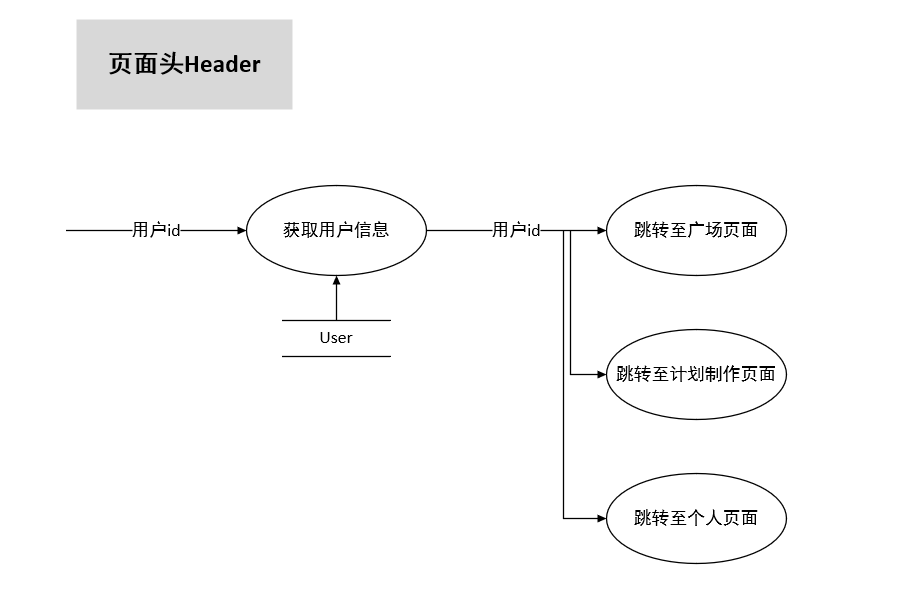 页面头Header
用户id
获取用户信息
用户id
跳转至广场页面
User
跳转至计划制作页面
跳转至个人页面